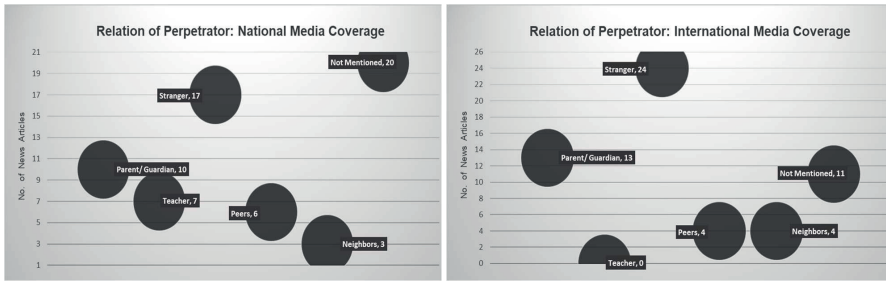 Relation of Perpetrator: National Media Coverage
No. of News Articles
21
19
17
15
13
11
9
7
5
3
1
Not Mentioned, 20
Stranger, 17
Parent/ Guardian, 10
Teacher, 7
Peers, 6
Neighbors, 3
Relation of Perpetrator: International Media Coverage
No. of News Articles
26
24
22
20
18
16
14
12
10
8
6
4
2
0
Stranger, 24
Parent/ Guardian, 13
Not Mentioned, 11
Peers, 4
Neighbors, 4
Teacher, 0